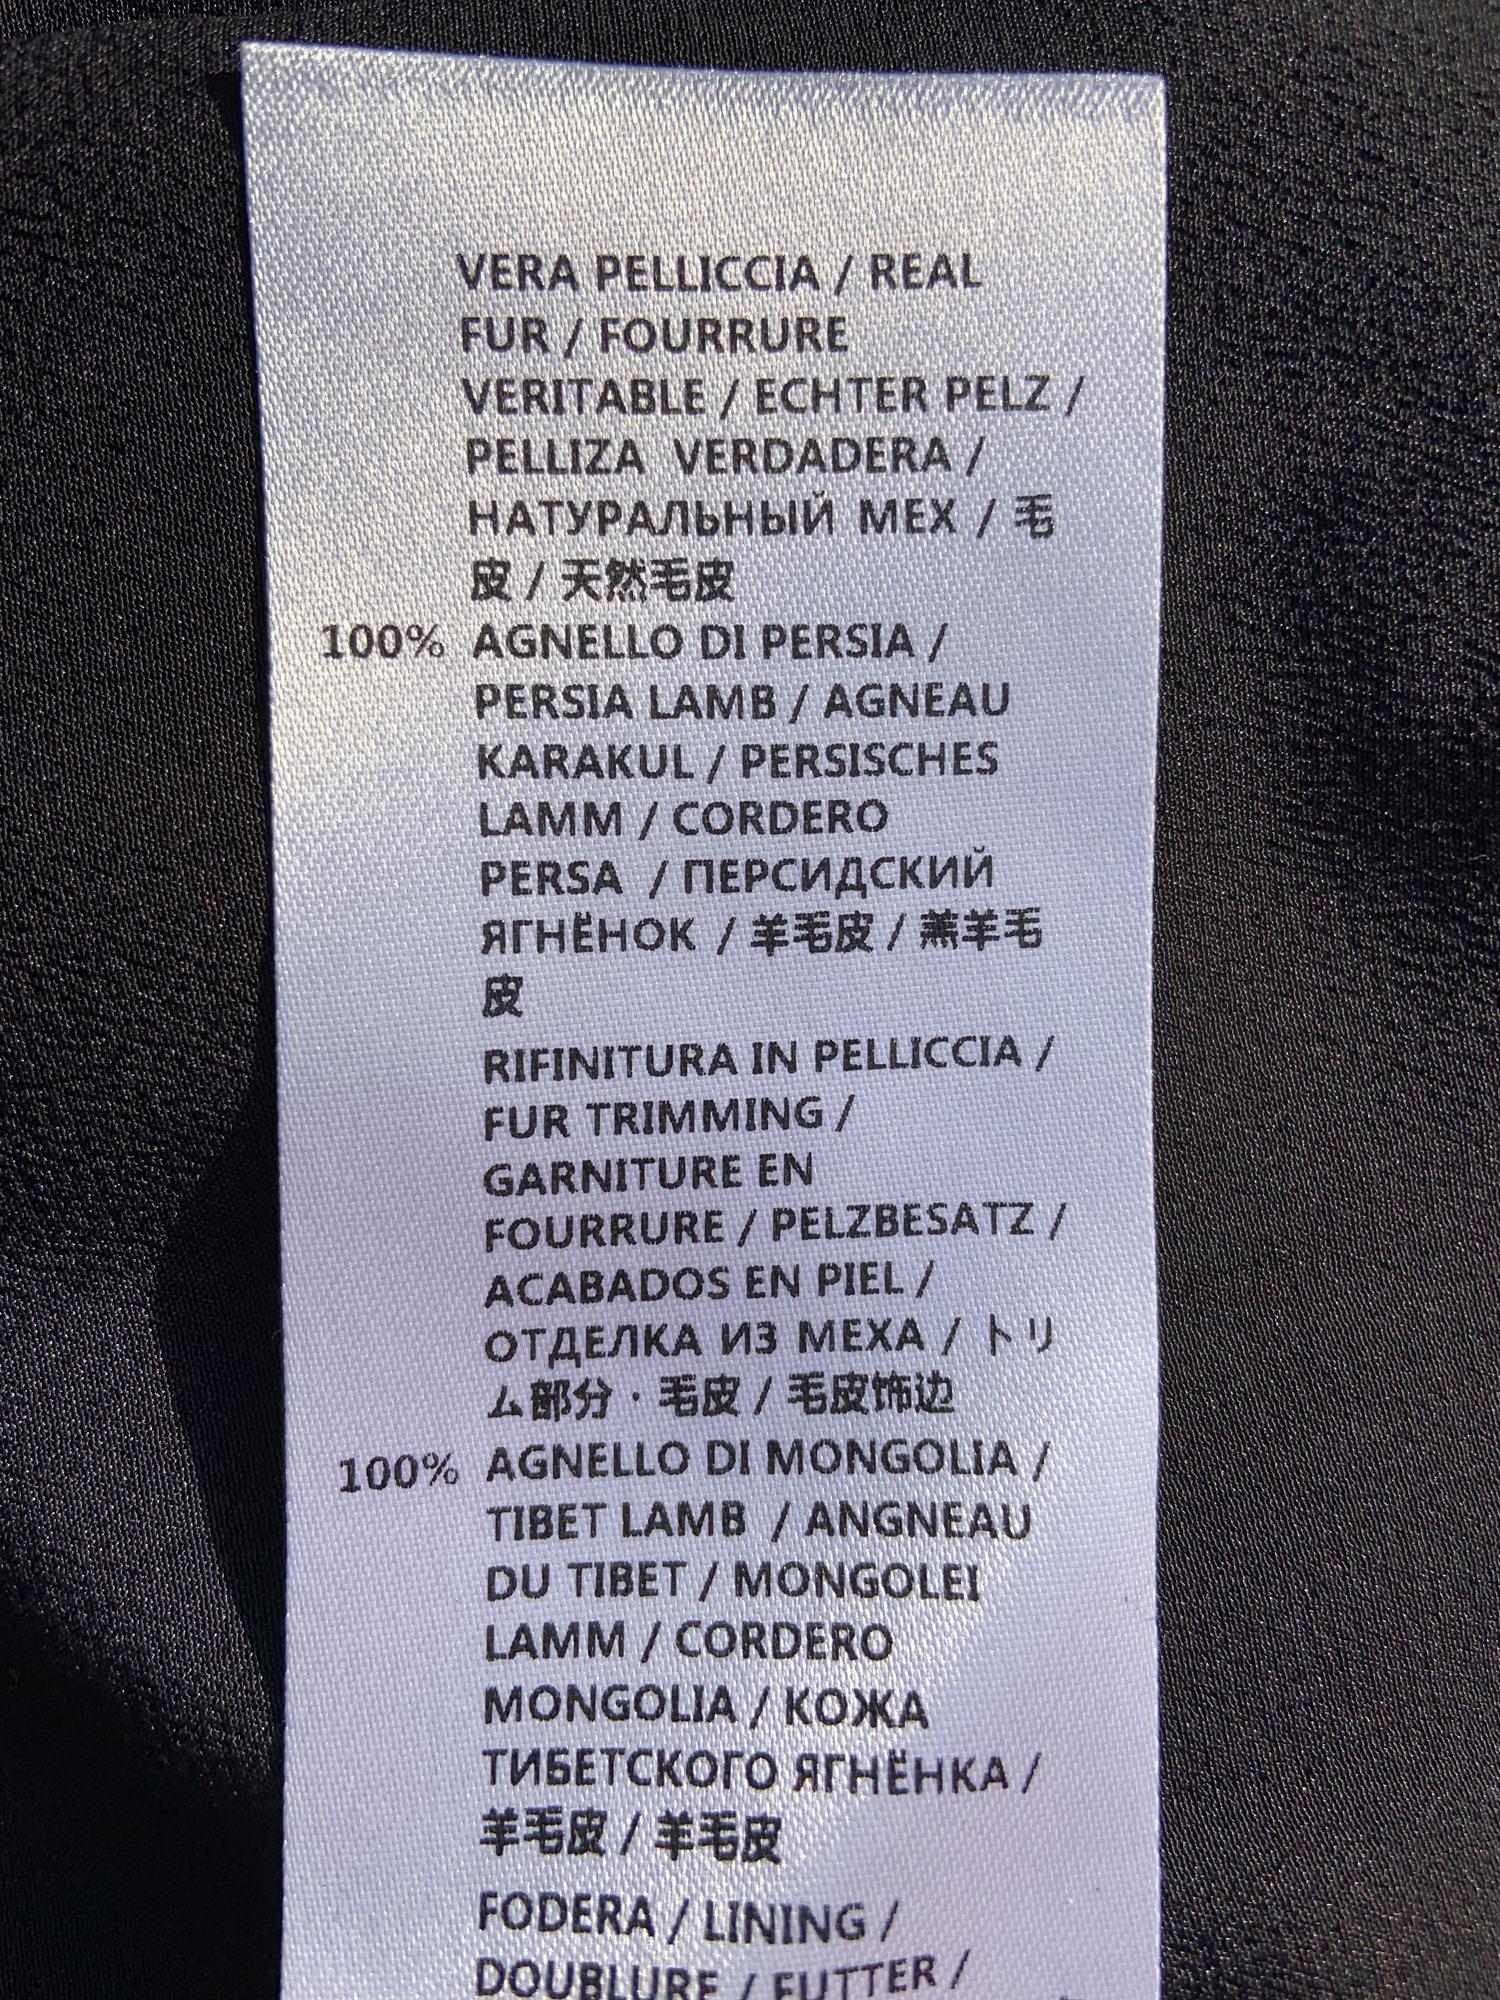 VERA PELLICCIA / REAL
FUR / FOURRURE
VERITABLE / ECHTER PELZ /
PELLIZA VERDADERA /
НАТУРАЛЬНЫЙ МЕХ / 毛
皮 / 天然毛皮
100% AGNELLO DI PERSIA /
PERSIA LAMB / AGNEAU
KARAKUL / PERSISCHES
LAMM / CORDERO
PERSA / ПЕРСИДСКИЙ
ЯГНЁНОК / 羊毛皮 / 羔羊毛
皮
RIFINITURA IN PELLICCIA /
FUR TRIMMING /
GARNITURE EN
FOURRURE / PELZBESATZ /
ACABADOS EN PIEL /
ОТДЕЛКА ИЗ МЕХА / トリ
ム部分・毛皮 / 毛皮饰边
100% AGNELLO DI MONGOLIA /
TIBET LAMB / ANGNEAU
DU TIBET / MONGOLEI
LAMM / CORDERO
MONGOLIA / КОЖА
ТИБЕТСКОГО ЯГНЁНКА /
羊毛皮 / 羊毛皮
FODERA / LINING /
DOUBLURE / FUTTER /